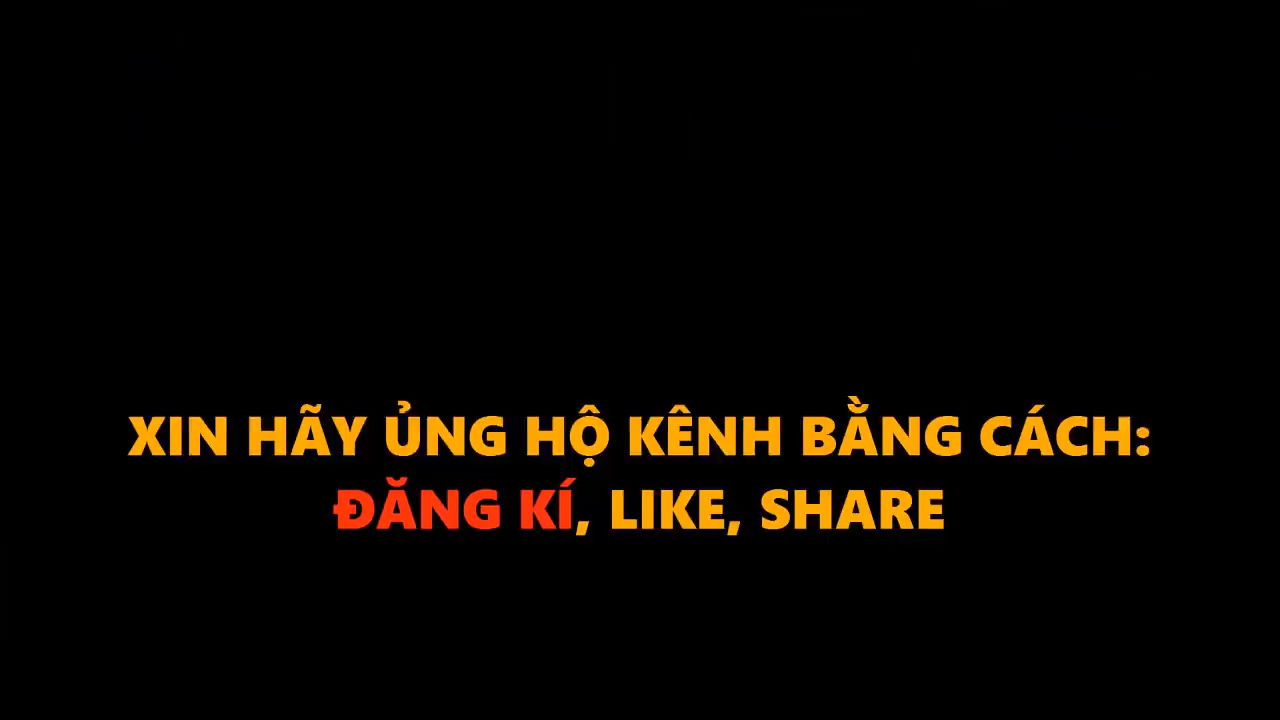 XIN HÃY ỦNG HỘ KÊNH BẰNG CÁCH:
ĐĂNG KÍ, LIKE, SHARE